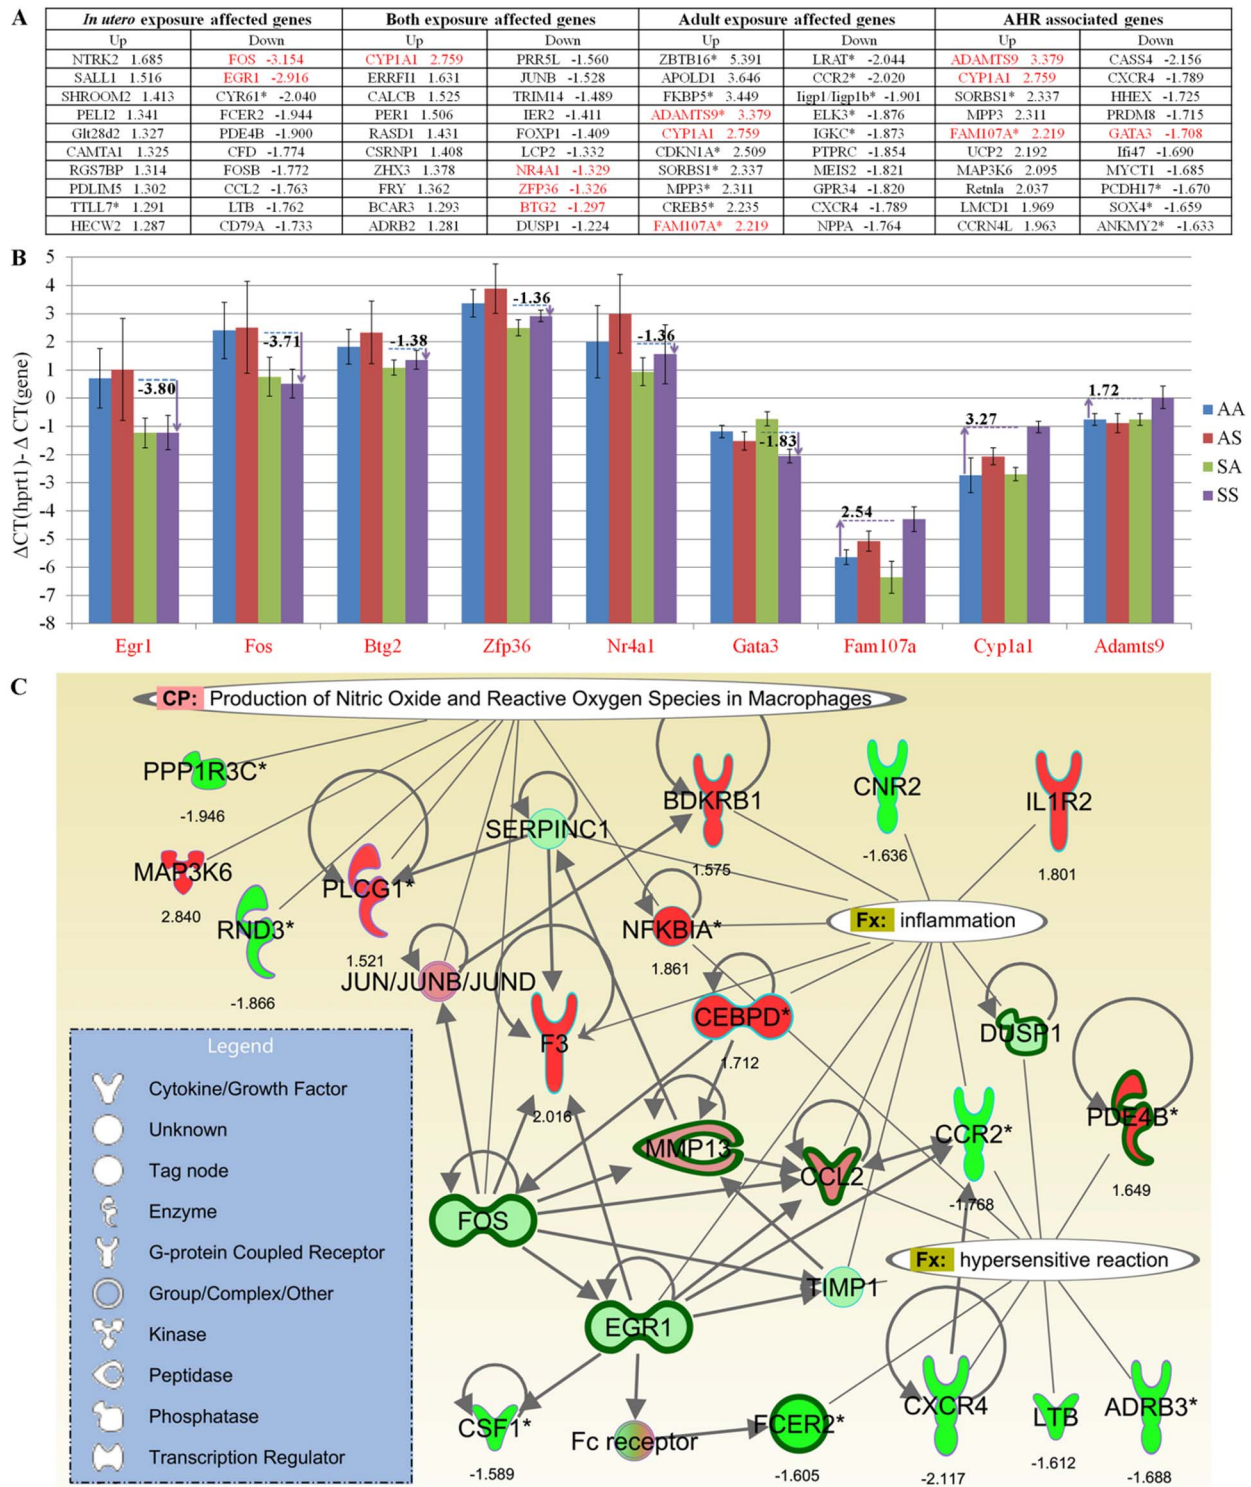 A
In utero exposure affected genes Both exposure affected genes Adult exposure affected genes AHR associated genes
Up Down Up Down Up Down Up Down
NTRK2 1.685 FOS -3.154 CYP1A1 2.759 PRR5L -1.560 ZBTB16* 5.391 LRAT* -2.044 ADAMTS9 3.379 CASS4 -2.156
SALL1 1.516 EGR1 -2.916 ERRFI1 1.631 JUNB -1.528 APOLD1 3.646 CCR2* -2.020 CYP1A1 2.759 CXCR4 -1.789
SHROOM2 1.413 CYR61* -2.040 CALCB 1.525 TRIM14 -1.489 FKBP5* 3.449 Iigp1/Iigp1b* -1.901 SORBS1* 2.337 HHEX -1.725
PELI2 1.341 FCER2 -1.944 PER1 1.506 IER2 -1.411 ADAMTS9* 3.379 ELK3* -1.876 MPP3 2.311 PRDM8 -1.715
Glt28d2 1.327 PDE4B -1.900 RASD1 1.431 FOXP1 -1.409 CYP1A1 2.759 IGKC* -1.873 FAM107A* 2.219 GATA3 -1.708
CAMTA1 1.325 CFD -1.774 CSRNP1 1.408 LCP2 -1.332 CDKN1A* 2.509 PTPRC -1.854 UCP2 2.192 Ifi47 -1.690
RGS7BP 1.314 FOSB -1.772 ZHX3 1.378 NR4A1 -1.329 SORBS1* 2.337 MEIS2 -1.821 MAP3K6 2.095 MYCT1 -1.685
PDLIM5 1.302 CCL2 -1.763 FRY 1.362 ZFP36 -1.326 MPP3* 2.311 GPR34 -1.820 Retnla 2.037 PCDH17* -1.670
TTLL7* 1.291 LTB -1.762 BCAR3 1.293 BTG2 -1.297 CREB5* 2.235 CXCR4 -1.789 LMCD1 1.969 SOX4* -1.659
HECW2 1.287 CD79A -1.733 ADRB2 1.281 DUSP1 -1.224 FAM107A* 2.219 NPPA -1.764 CCRN4L 1.963 ANKMY2* -1.633
B
ΔCT(hprt1)- Δ CT(gene)
5
4
3
2
1
0
-1
-2
-3
-4
-5
-6
-7
-8
-3.80
-3.71
-1.38
-1.36
-1.36
-1.83
2.54
3.27
1.72
AA
AS
SA
SS
Egr1 Fos Btg2 Zfp36 Nr4a1 Gata3 Fam107a Cyp1a1 Adamts9
C
CP: Production of Nitric Oxide and Reactive Oxygen Species in Macrophages
PPP1R3C*
-1.946
SERPINC1
BDKRB1
1.575
CNR2
-1.636
IL1R2
1.801
MAP3K6
2.840
PLCG1*
1.521
RND3*
-1.866
NFKBIA*
1.861
Fx: inflammation
JUN/JUNB/JUND
F3
2.016
CEBPD*
1.712
DUSP1
MMP13
CCL2
CCR2*
-1.768
PDE4B*
1.649
FOS
Fx: hypersensitive reaction
TIMP1
EGR1
CSF1*
-1.589
Fc receptor
FCER2*
-1.605
CXCR4
-2.117
LTB
-1.612
ADRB3*
-1.688
Legend
Cytokine/Growth Factor
Unknown
Tag node
Enzyme
G-protein Coupled Receptor
Group/Complex/Other
Kinase
Peptidase
Phosphatase
Transcription Regulator